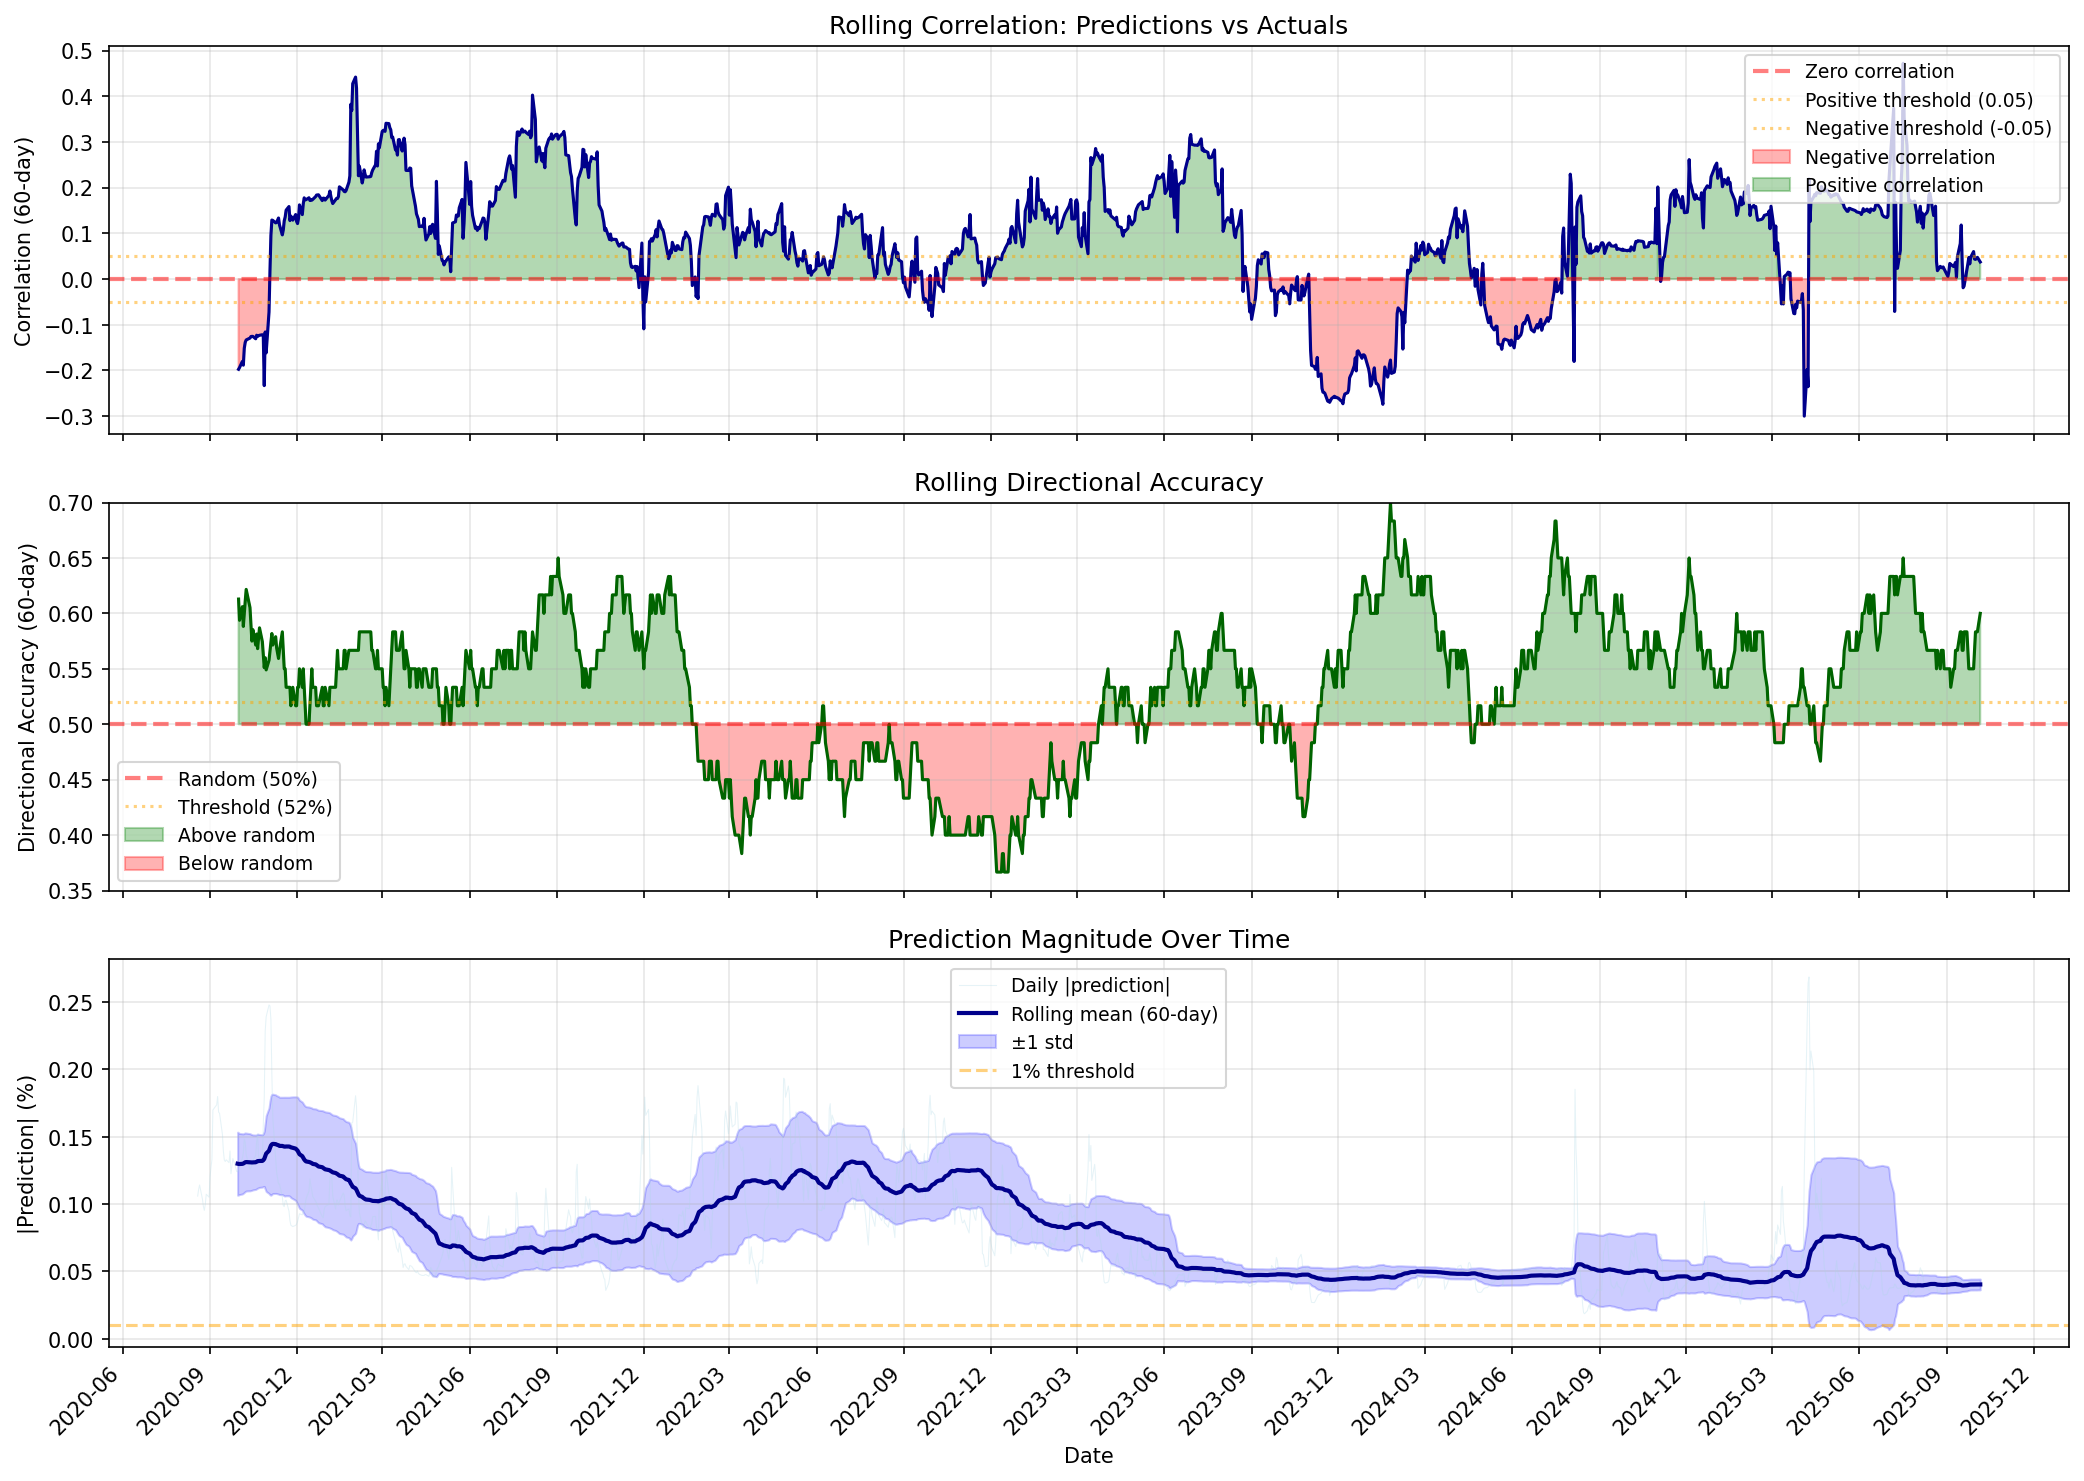 Rolling Correlation: Predictions vs Actuals
Correlation (60-day)
0.5
0.4
0.3
0.2
0.1
0.0
−0.1
−0.2
−0.3
Zero correlation
Positive threshold (0.05)
Negative threshold (-0.05)
Negative correlation
Positive correlation
Rolling Directional Accuracy
Directional Accuracy (60-day)
0.70
0.65
0.60
0.55
0.50
0.45
0.40
0.35
Random (50%)
Threshold (52%)
Above random
Below random
Prediction Magnitude Over Time
|Prediction| (%)
0.25
0.20
0.15
0.10
0.05
0.00
Daily |prediction|
Rolling mean (60-day)
±1 std
1% threshold
2020-06
2020-09
2020-12
2021-03
2021-06
2021-09
2021-12
2022-03
2022-06
2022-09
2022-12
2023-03
2023-06
2023-09
2023-12
2024-03
2024-06
2024-09
2024-12
2025-03
2025-06
2025-09
2025-12
Date